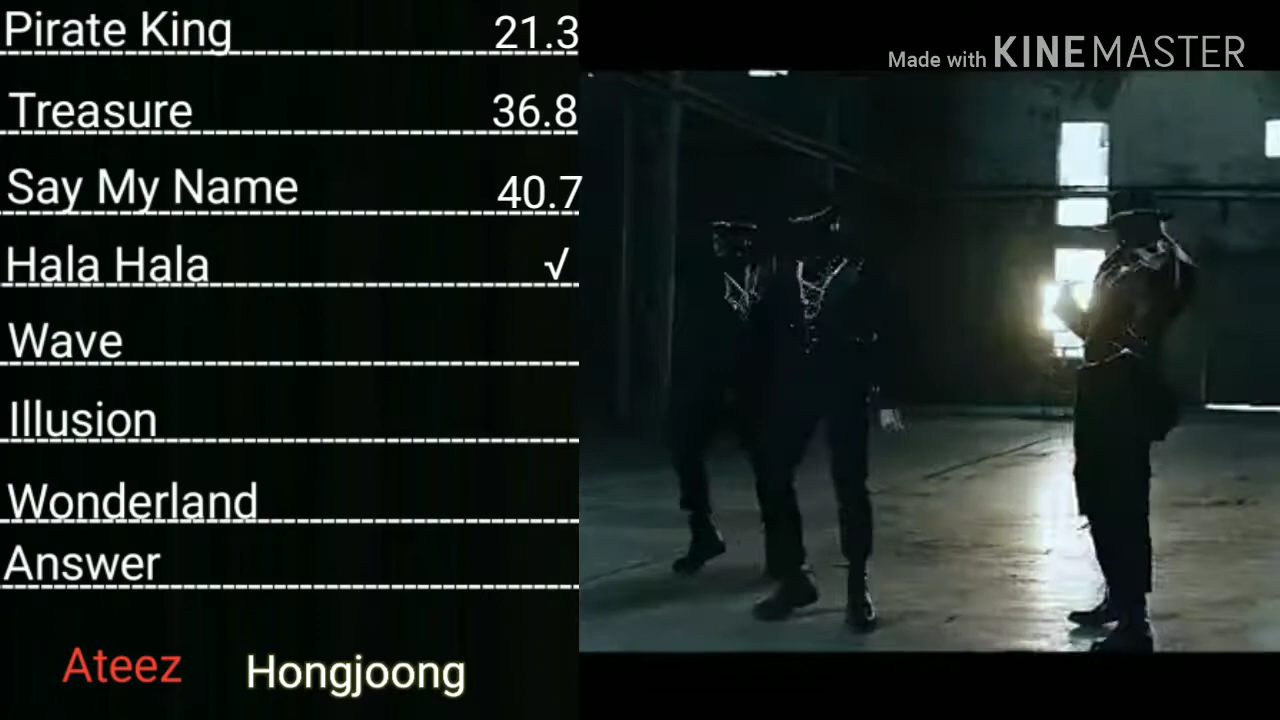 Pirate King 21.3
Treasure 36.8
Say My Name 40.7
Hala Hala √
Wave
Illusion
Wonderland
Answer
Ateez Hongjoong
Made with KINEMASTER